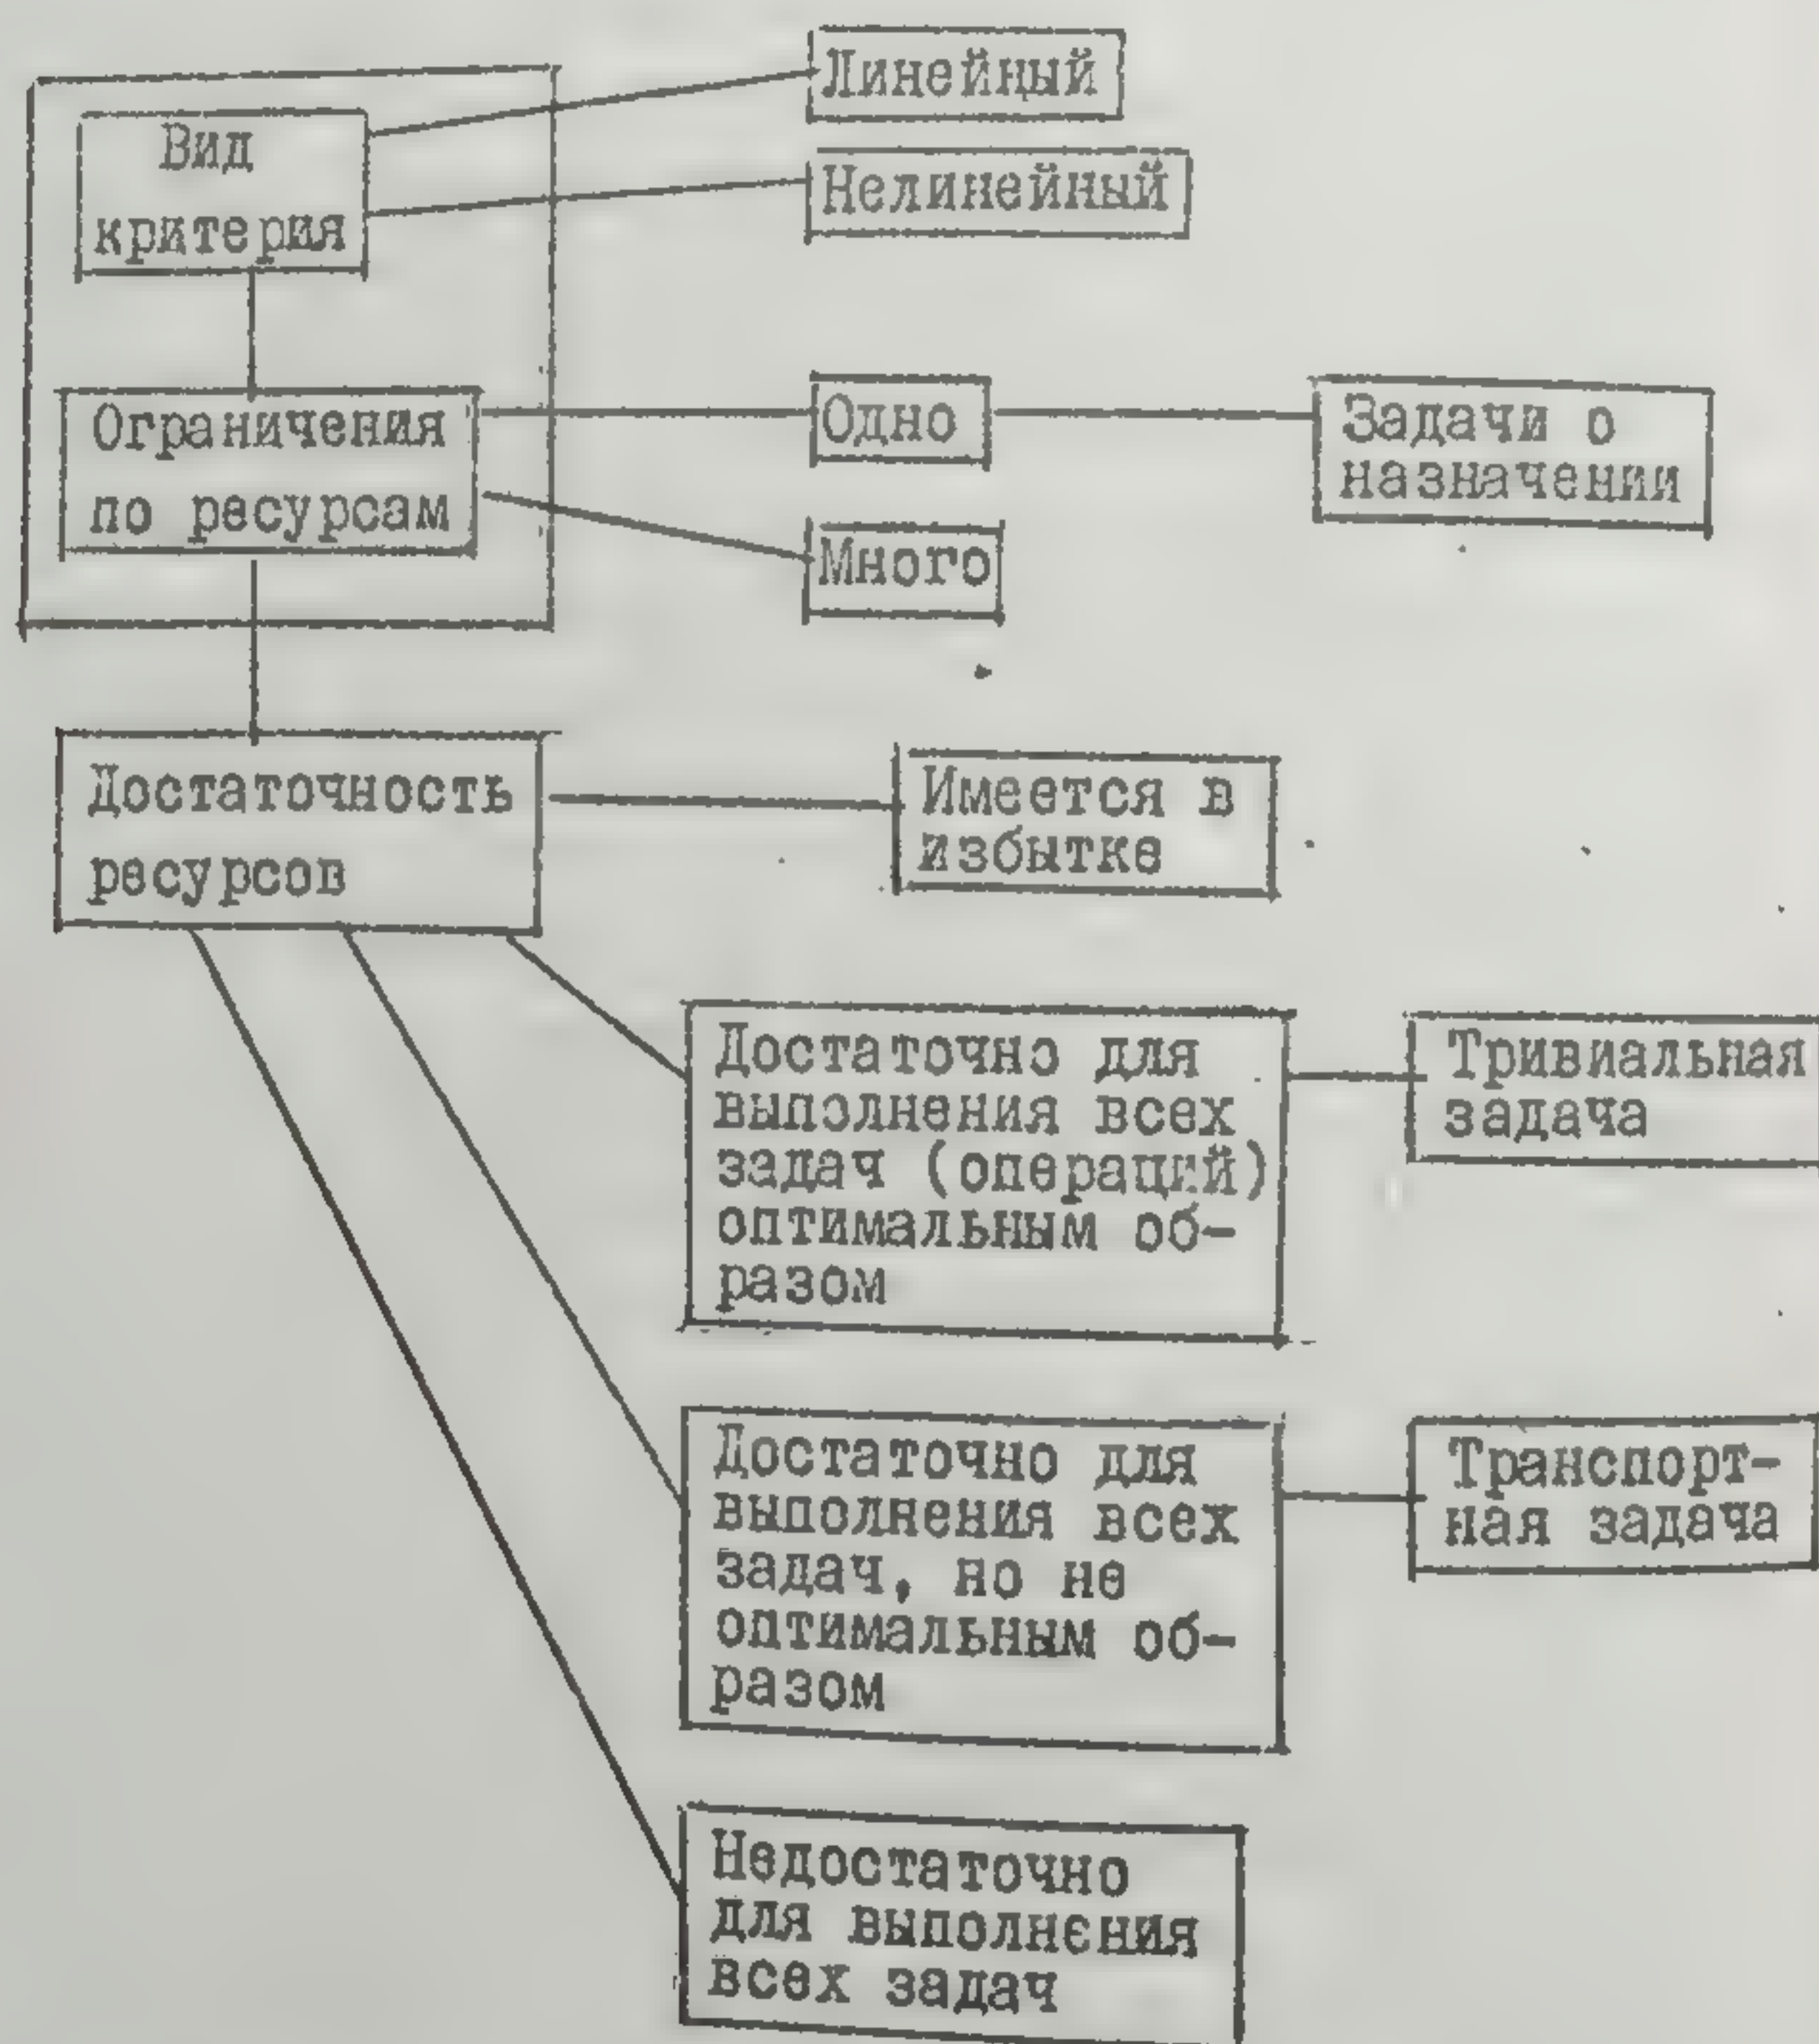 Линейный
Вид
критерия
Нелинейный
Ограничения
по ресурсам
Одно
Задачи о
назначении
Много
Достаточность
ресурсов
Имеется в
избытке
Достаточно для
выполнения всех
задач (операций)
оптимальным об-
разом
Тривиальная
задача
Достаточно для
выполнения всех
задач, но не
оптимальным об-
разом
Транспорт-
ная задача
Недостаточно
для выполнения
всех задач